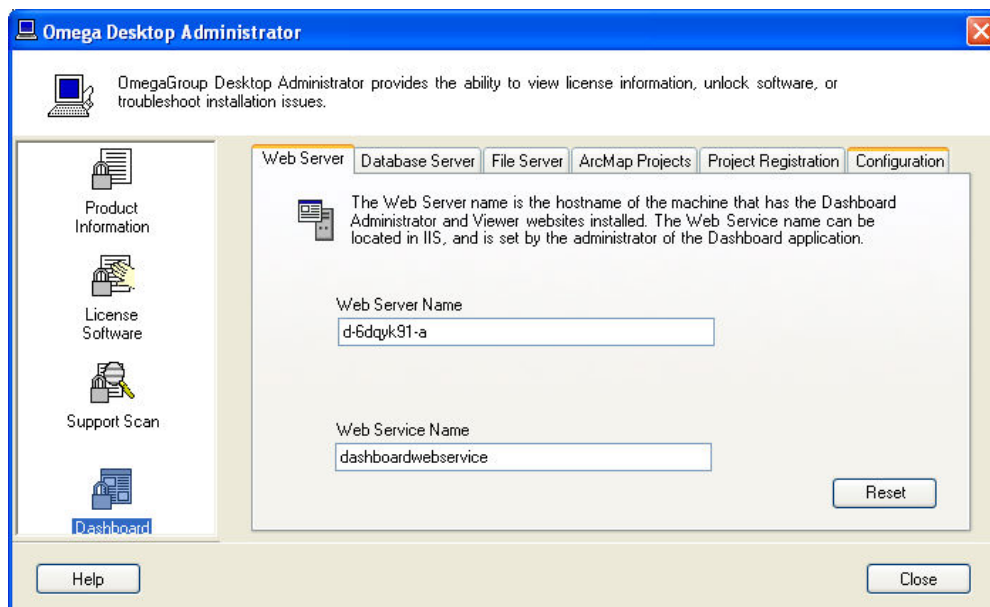 Omega Desktop Administrator
OmegaGroup Desktop Administrator provides the ability to view license information, unlock software, or
troubleshoot installation issues.
Product
Information
License
Software
Support Scan
Dashboard
Web Server
Database Server
File Server
ArcMap Projects
Project Registration
Configuration
The Web Server name is the hostname of the machine that has the Dashboard
Administrator and Viewer websites installed. The Web Service name can be
located in IIS, and is set by the administrator of the Dashboard application.
Web Server Name
d-6dqyk91-a
Web Service Name
dashboardwebservice
Reset
Help
Close